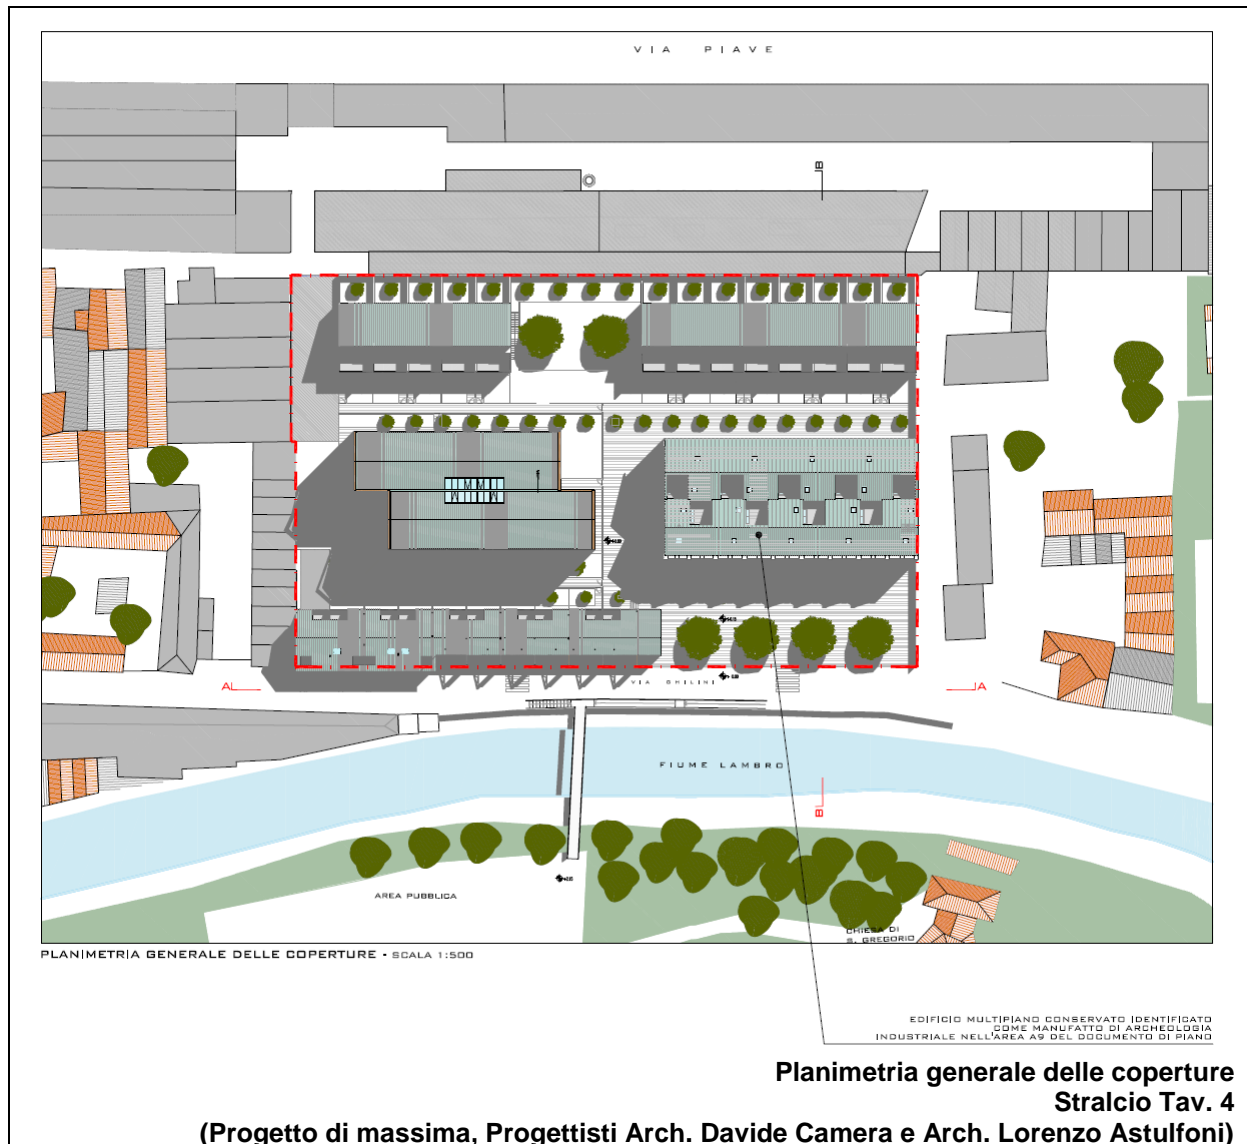 VIA PIAVE
B
A
A
VIA GHILINI
FIUME LAMBRO
B
AREA PUBBLICA
CHIESA DI
S. GREGORIO
PLANIMETRIA GENERALE DELLE COPERTURE - SCALA 1:500
EDIFICIO MULTIPIANO CONSERVATO IDENTIFICATO
COME MANUFATTO DI ARCHEOLOGIA
INDUSTRIALE NELL'AREA A9 DEL DOCUMENTO DI PIANO
Planimetria generale delle coperture
Stralcio Tav. 4
(Progetto di massima, Progettisti Arch. Davide Camera e Arch. Lorenzo Astulfoni)